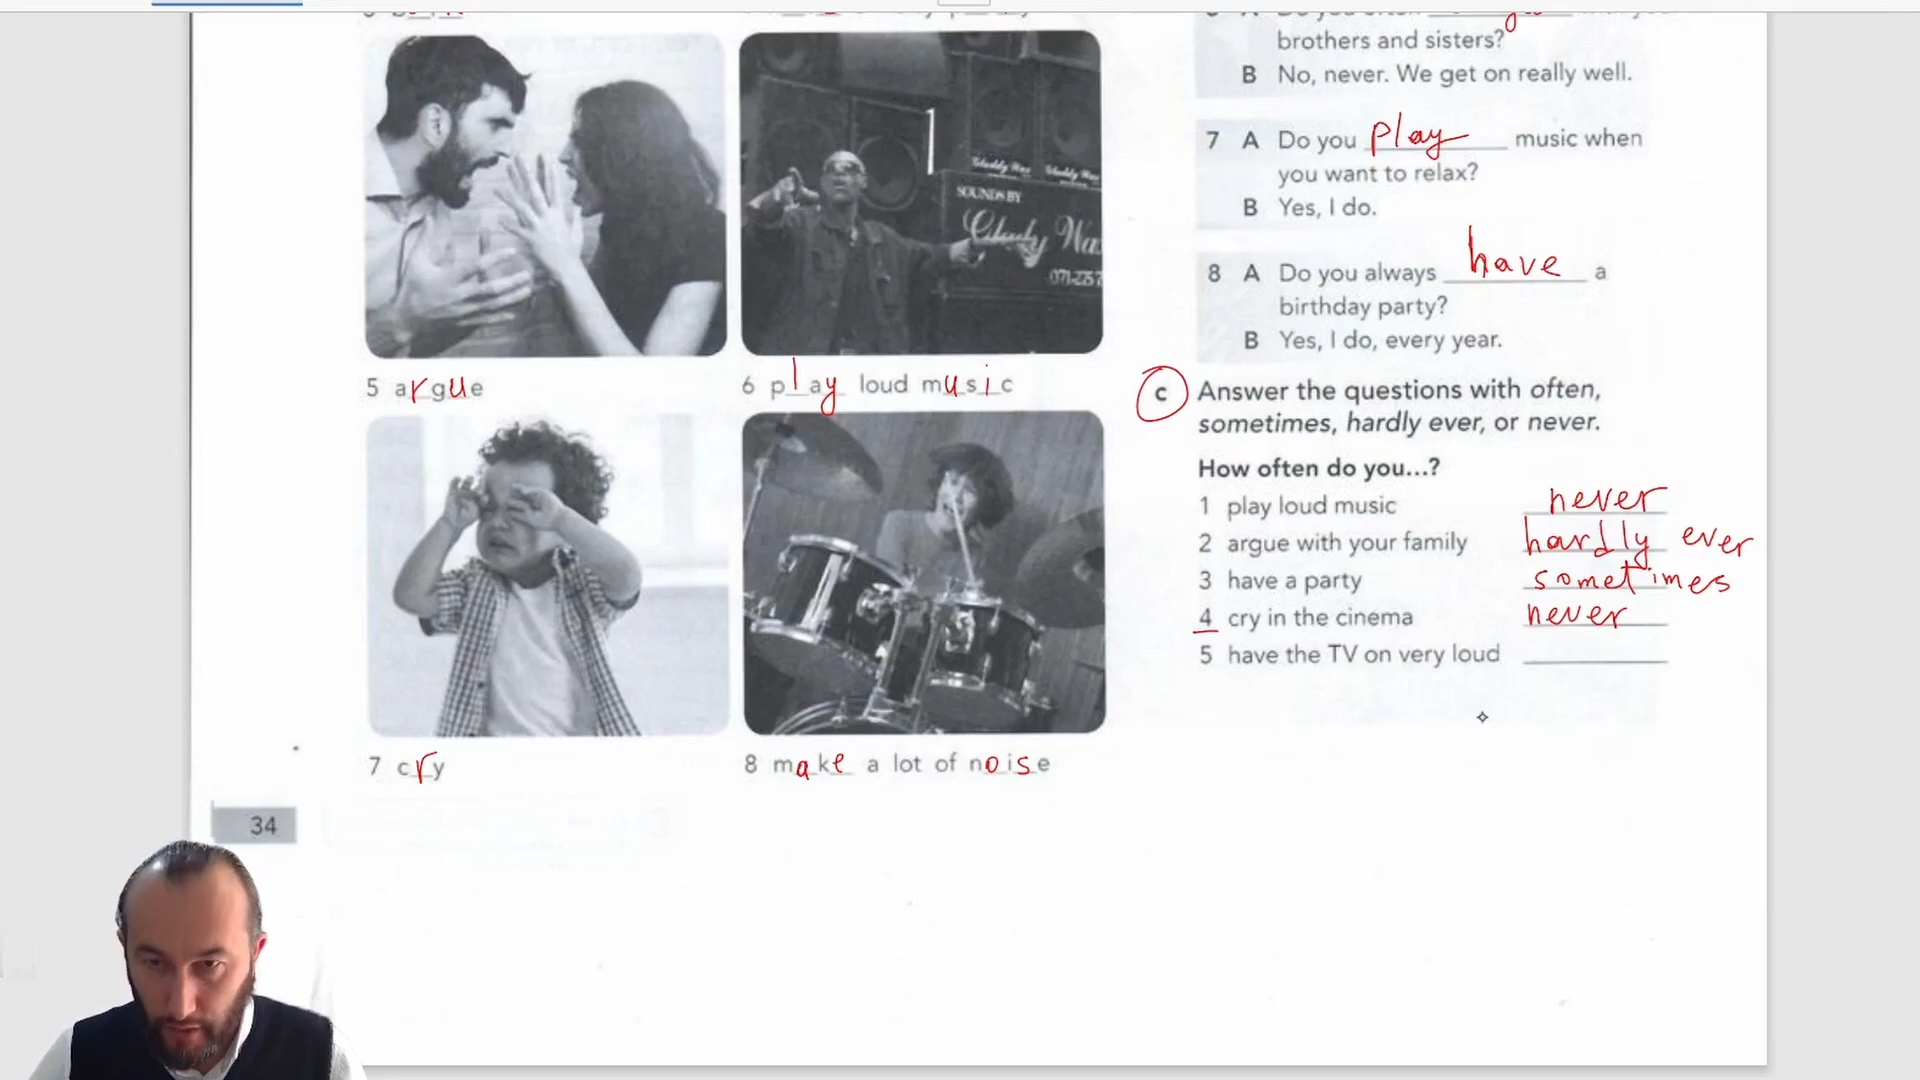 brothers and sisters?
B No, never. We get on really well.
7 A Do you play music when
you want to relax?
B Yes, I do.
8 A Do you always have a
birthday party?
B Yes, I do, every year.
SOUNDS BY
5 argue
6 play loud music
c Answer the questions with often,
sometimes, hardly ever, or never.
How often do you...?
1 play loud music never
2 argue with your family hardly ever
3 have a party sometimes
4 cry in the cinema never
5 have the TV on very loud
7 cry
8 make a lot of noise
34